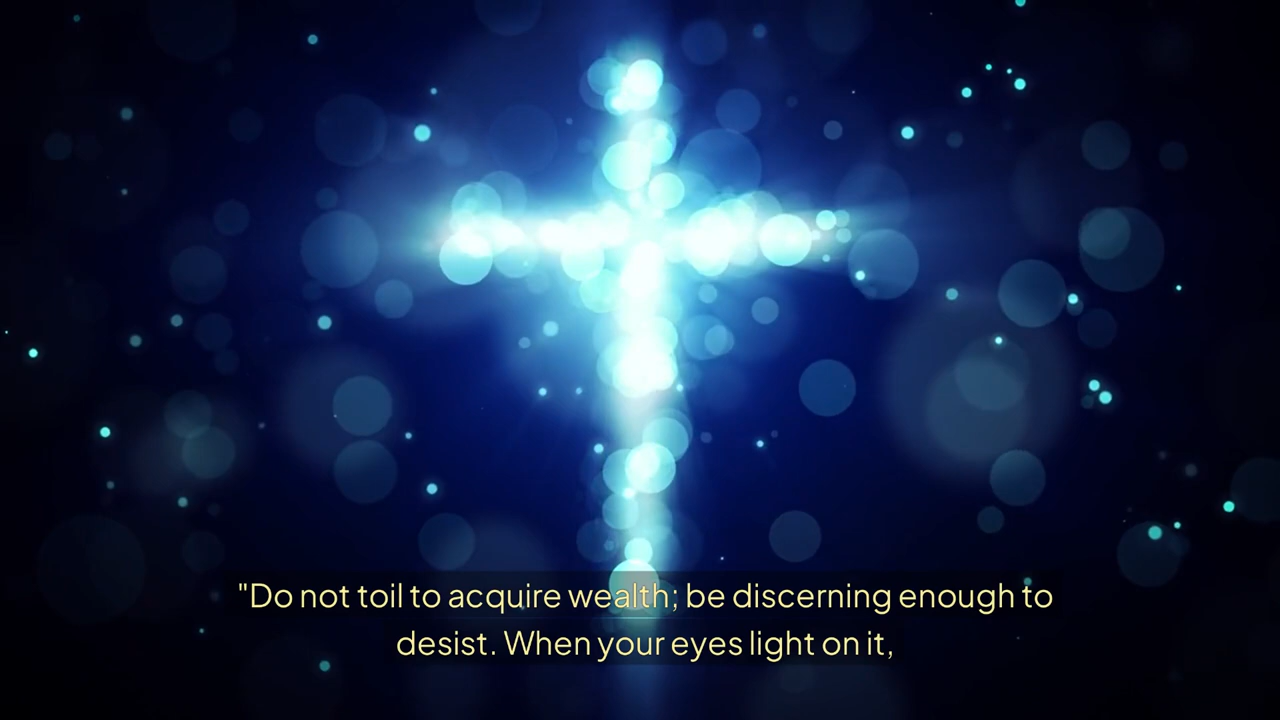 "Do not toil to acquire wealth; be discerning enough to
desist. When your eyes light on it,